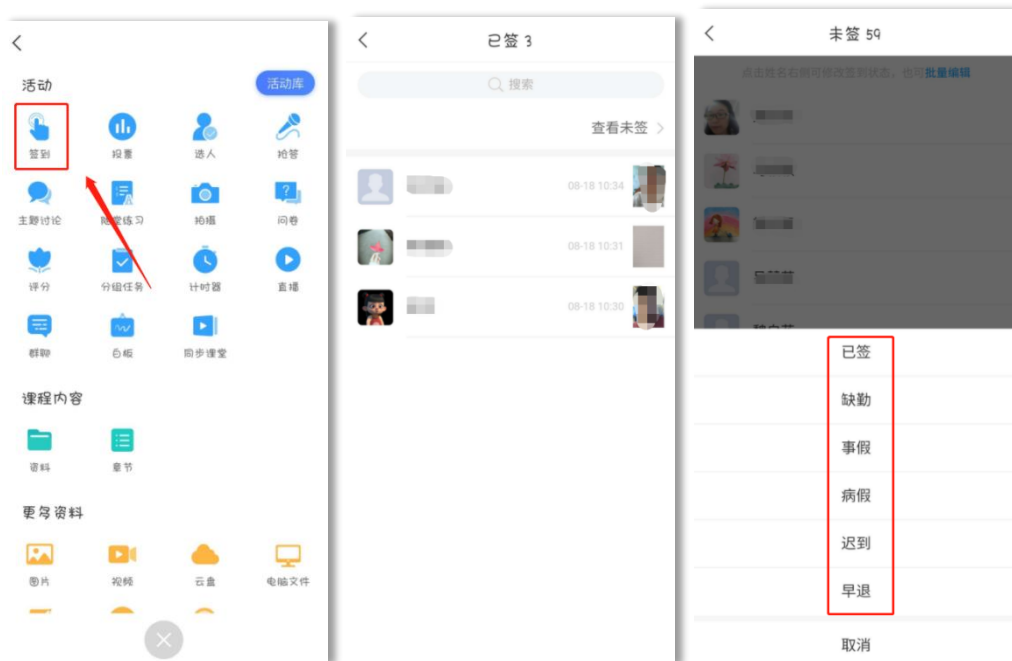 活动
活动库
签到 投票 选人 抢答
主题讨论 随堂练习 拍摄 问卷
评分 分组任务 计时器 直播
群聊 白板 同步课堂
课程内容
资料 章节
更多资料
图片 视频 云盘 电脑文件
已签 3
搜索
查看未签
08-18 10:34
08-18 10:31
08-18 10:30
未签 59
点击姓名右侧可修改签到状态，也可批量编辑
已签
缺勤
事假
病假
迟到
早退
取消